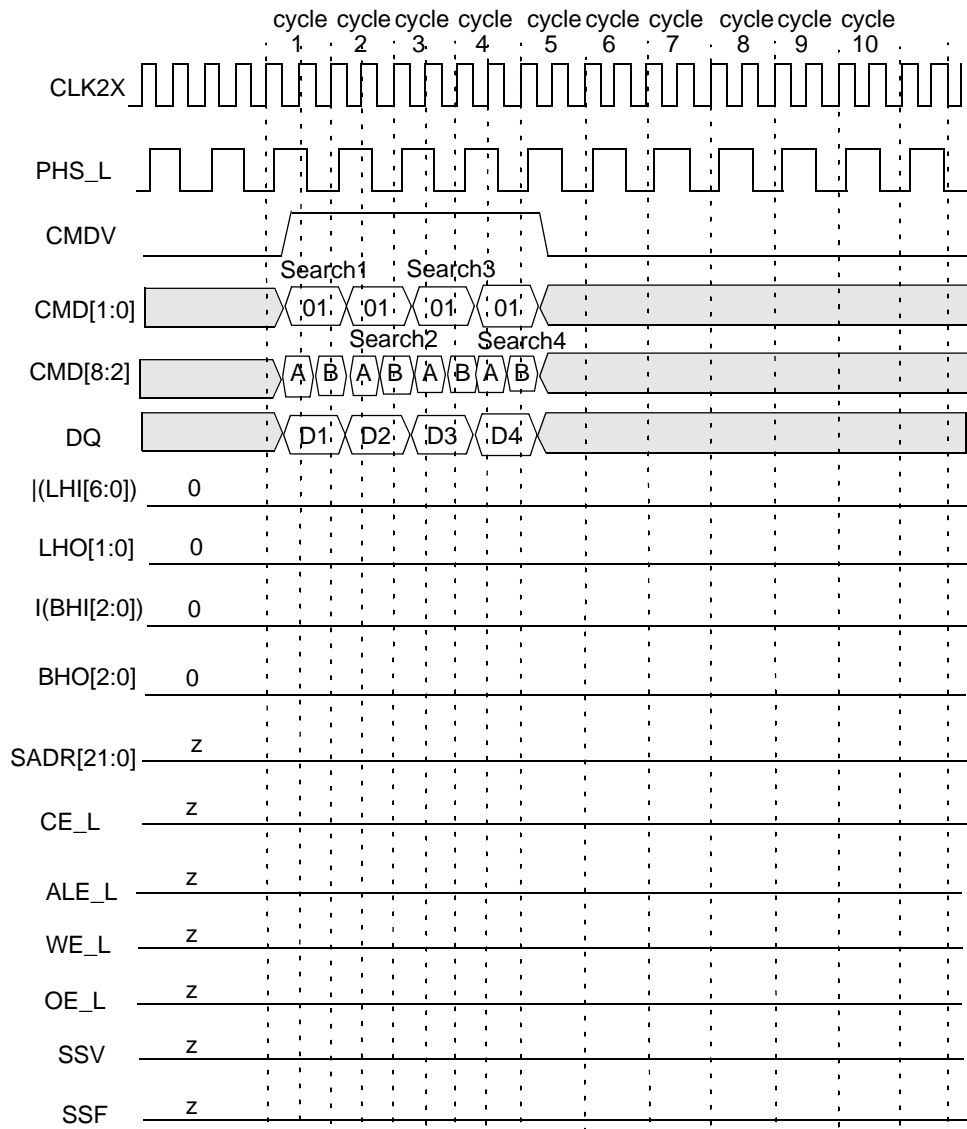 cycle cycle cycle cycle cycle cycle cycle cycle cycle cycle
1 2 3 4 5 6 7 8 9 10
CLK2X
PHS_L
CMDV
Search1 Search3
CMD[1:0] 01 01 01 01
Search2 Search4
CMD[8:2] A B A B A B A B
DQ D1 D2 D3 D4
|(LHI[6:0]) 0
LHO[1:0] 0
I(BHI[2:0]) 0
BHO[2:0] 0
SADR[21:0] z
CE_L z
ALE_L z
WE_L z
OE_L z
SSV z
SSF z